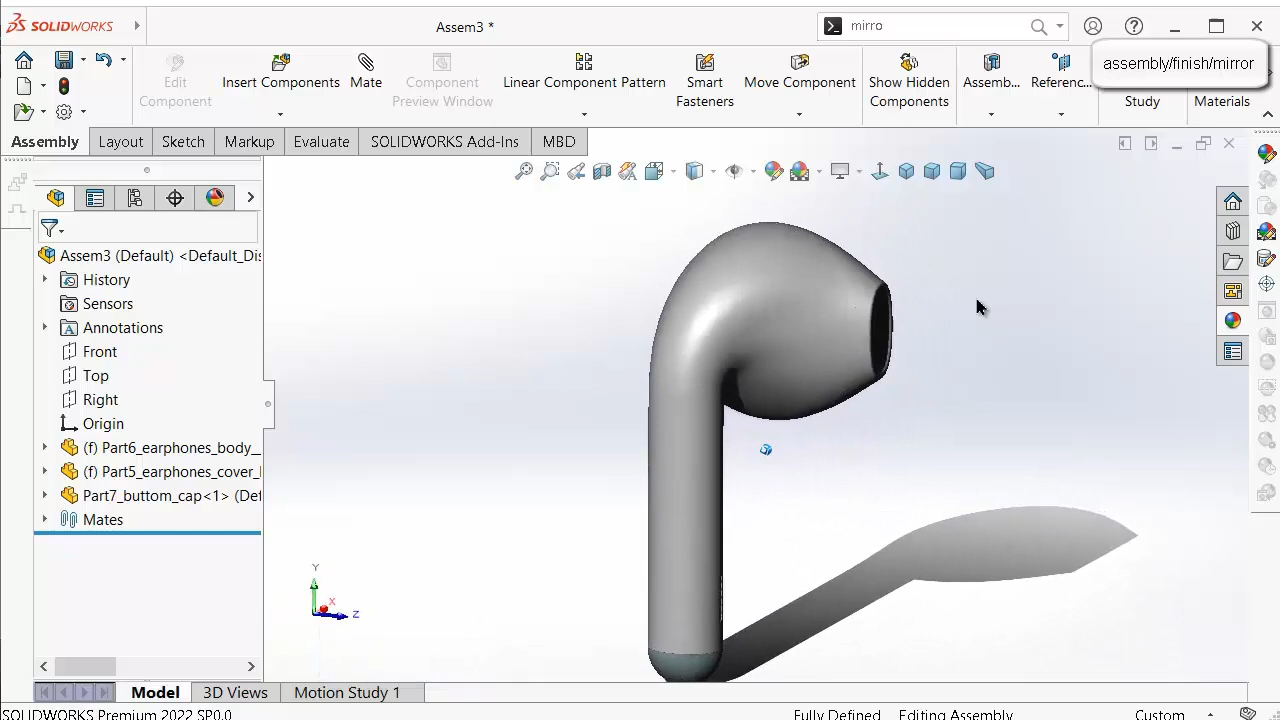 SOLIDWORKS
Assem3 *
mirro
assembly/finish/mirror
Edit Component
Insert Components
Mate
Component Preview Window
Linear Component Pattern
Smart Fasteners
Move Component
Show Hidden Components
Assemb...
Referenc...
Study
Materials
Assembly
Layout
Sketch
Markup
Evaluate
SOLIDWORKS Add-Ins
MBD
Assem3 (Default) <Default_Dis
History
Sensors
Annotations
Front
Top
Right
Origin
(f) Part6_earphones_body_
(f) Part5_earphones_cover_
Part7_buttom_cap<1> (Def
Mates
Y
X
Z
Model
3D Views
Motion Study 1
SOLIDWORKS Premium 2022 SP0.0
Fully Defined
Editing Assembly
Custom